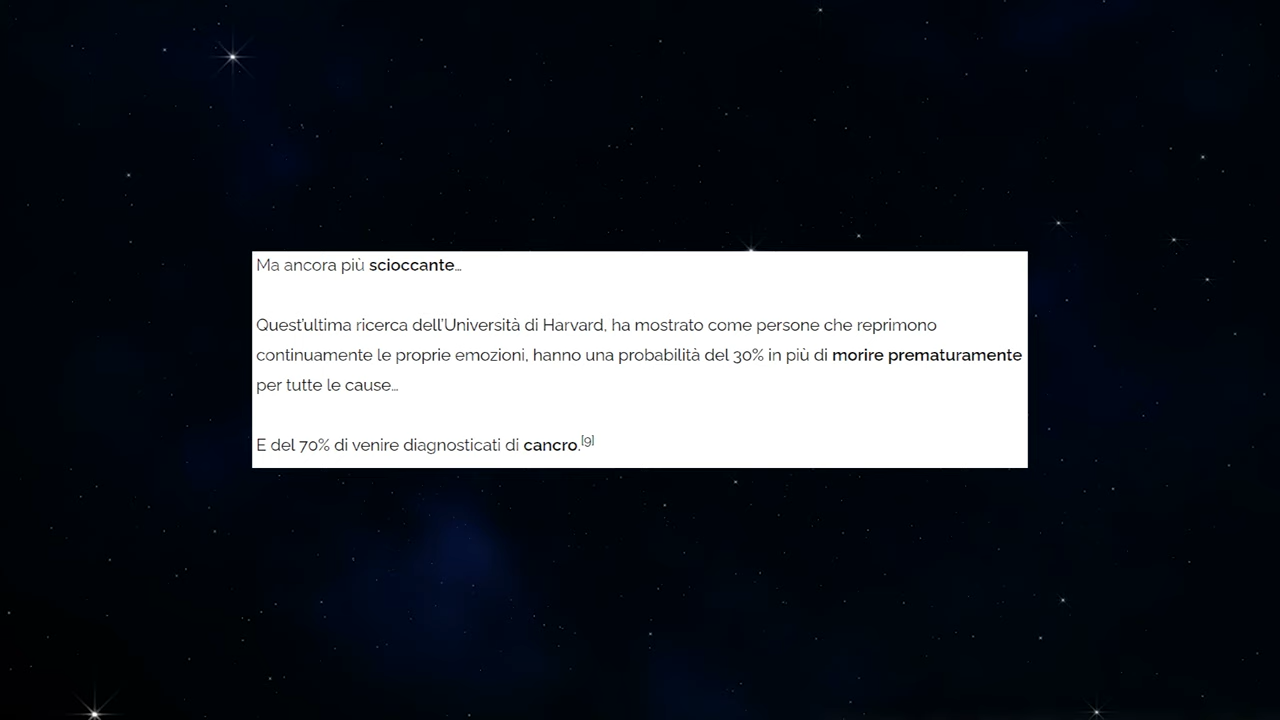 Ma ancora più scioccante…
Quest'ultima ricerca dell'Università di Harvard, ha mostrato come persone che reprimono
continuamente le proprie emozioni, hanno una probabilità del 30% in più di morire prematuramente
per tutte le cause…
E del 70% di venire diagnosticati di cancro.[9]